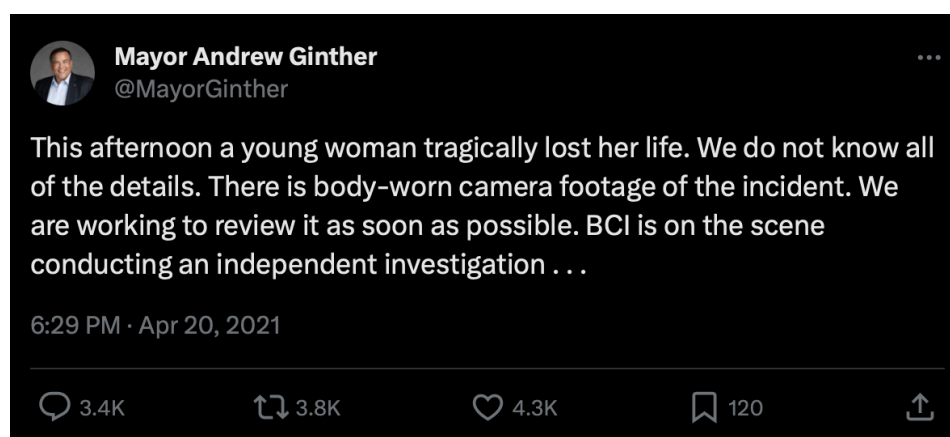 Mayor Andrew Ginther
@MayorGinther
This afternoon a young woman tragically lost her life. We do not know all
of the details. There is body-worn camera footage of the incident. We
are working to review it as soon as possible. BCI is on the scene
conducting an independent investigation . . .
6:29 PM · Apr 20, 2021
3.4K 3.8K 4.3K 120